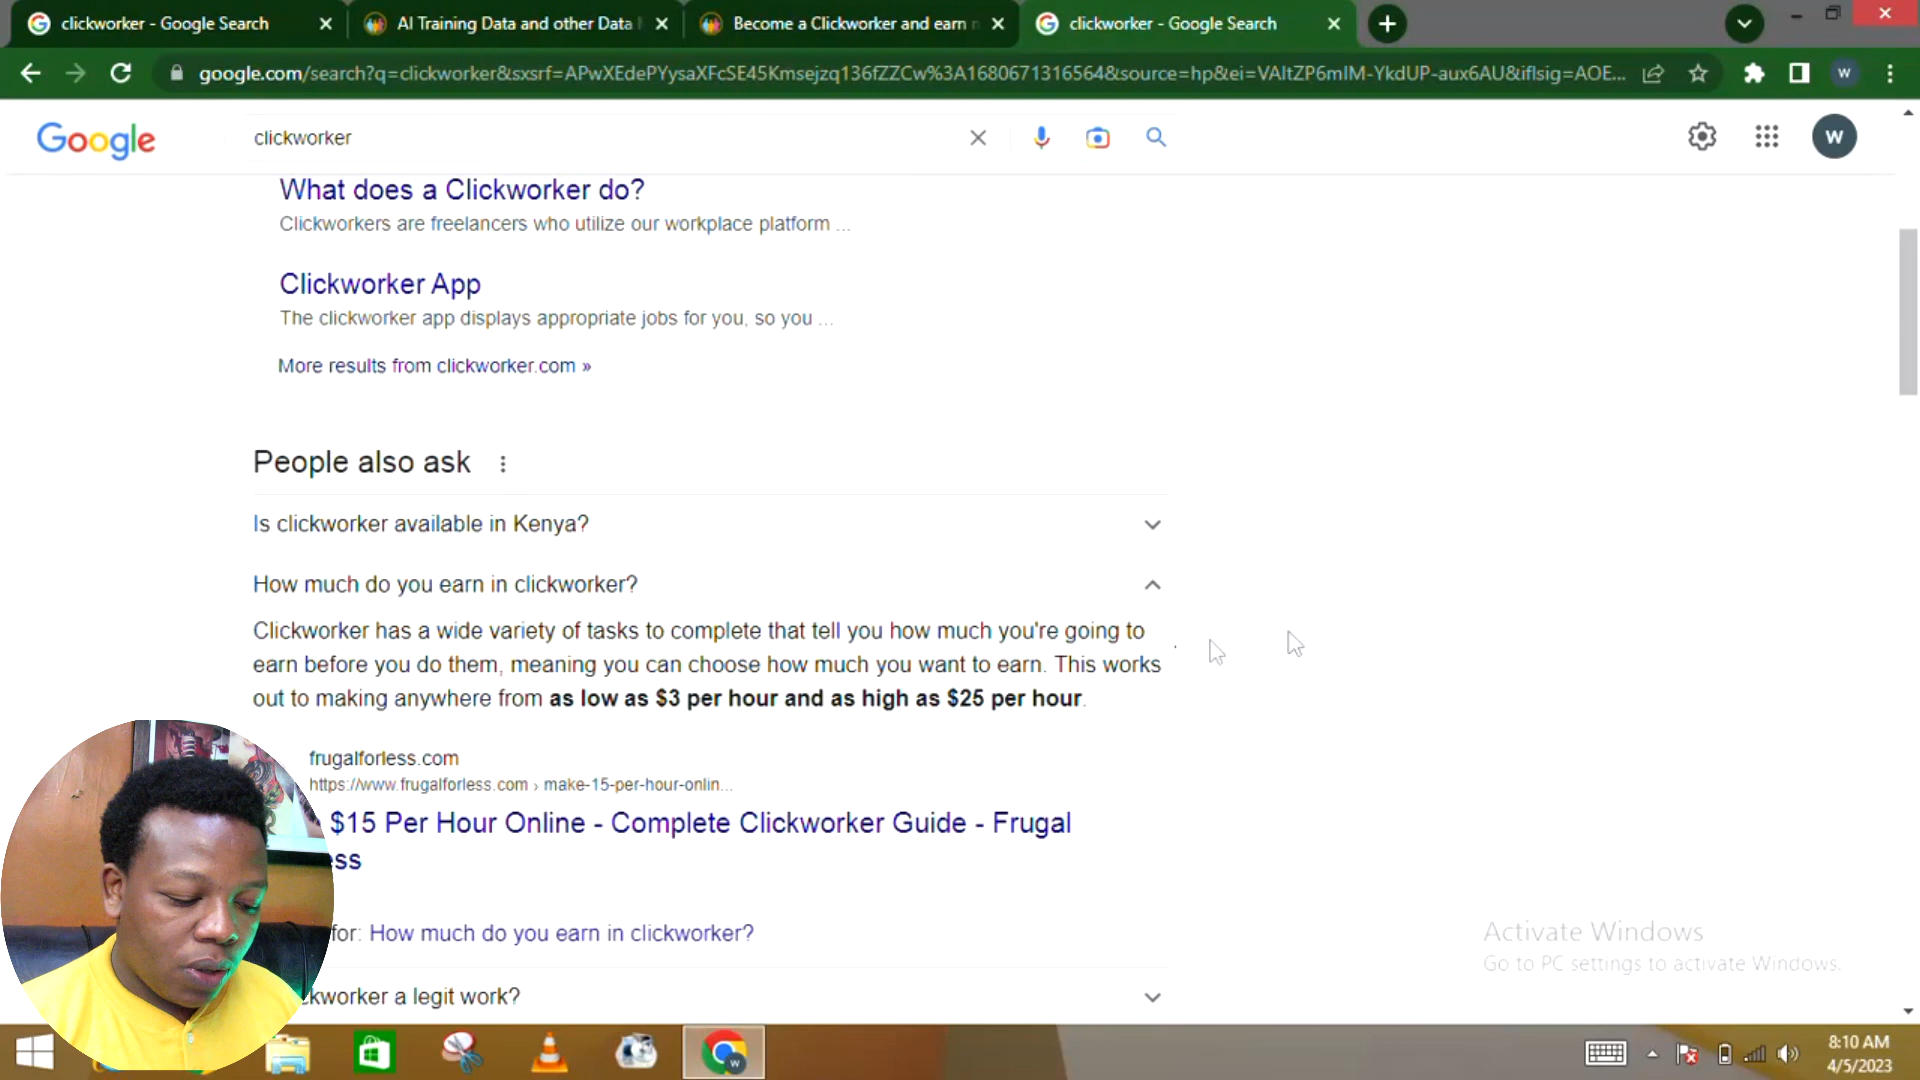 clickworker - Google Search
AI Training Data and other Data
Become a Clickworker and earn
clickworker - Google Search
google.com/search?q=clickworker&sxsrf=APwXEdePYysaXFcSE45Kmsejzq136fZZCw%3A1680671316564&source=hp&ei=VAItZP6mIM-YkdUP-aux6AU&iflsig=AOE...
W
Google
clickworker
W
What does a Clickworker do?
Clickworkers are freelancers who utilize our workplace platform ...
Clickworker App
The clickworker app displays appropriate jobs for you, so you ...
More results from clickworker.com »
People also ask
Is clickworker available in Kenya?
How much do you earn in clickworker?
Clickworker has a wide variety of tasks to complete that tell you how much you're going to
earn before you do them, meaning you can choose how much you want to earn. This works
out to making anywhere from as low as $3 per hour and as high as $25 per hour.
frugalforless.com
https://www.frugalforless.com › make-15-per-hour-onlin...
$15 Per Hour Online - Complete Clickworker Guide - Frugal
ess
for: How much do you earn in clickworker?
ckworker a legit work?
Activate Windows
Go to PC settings to activate Windows.
W
8:10 AM
4/5/2023